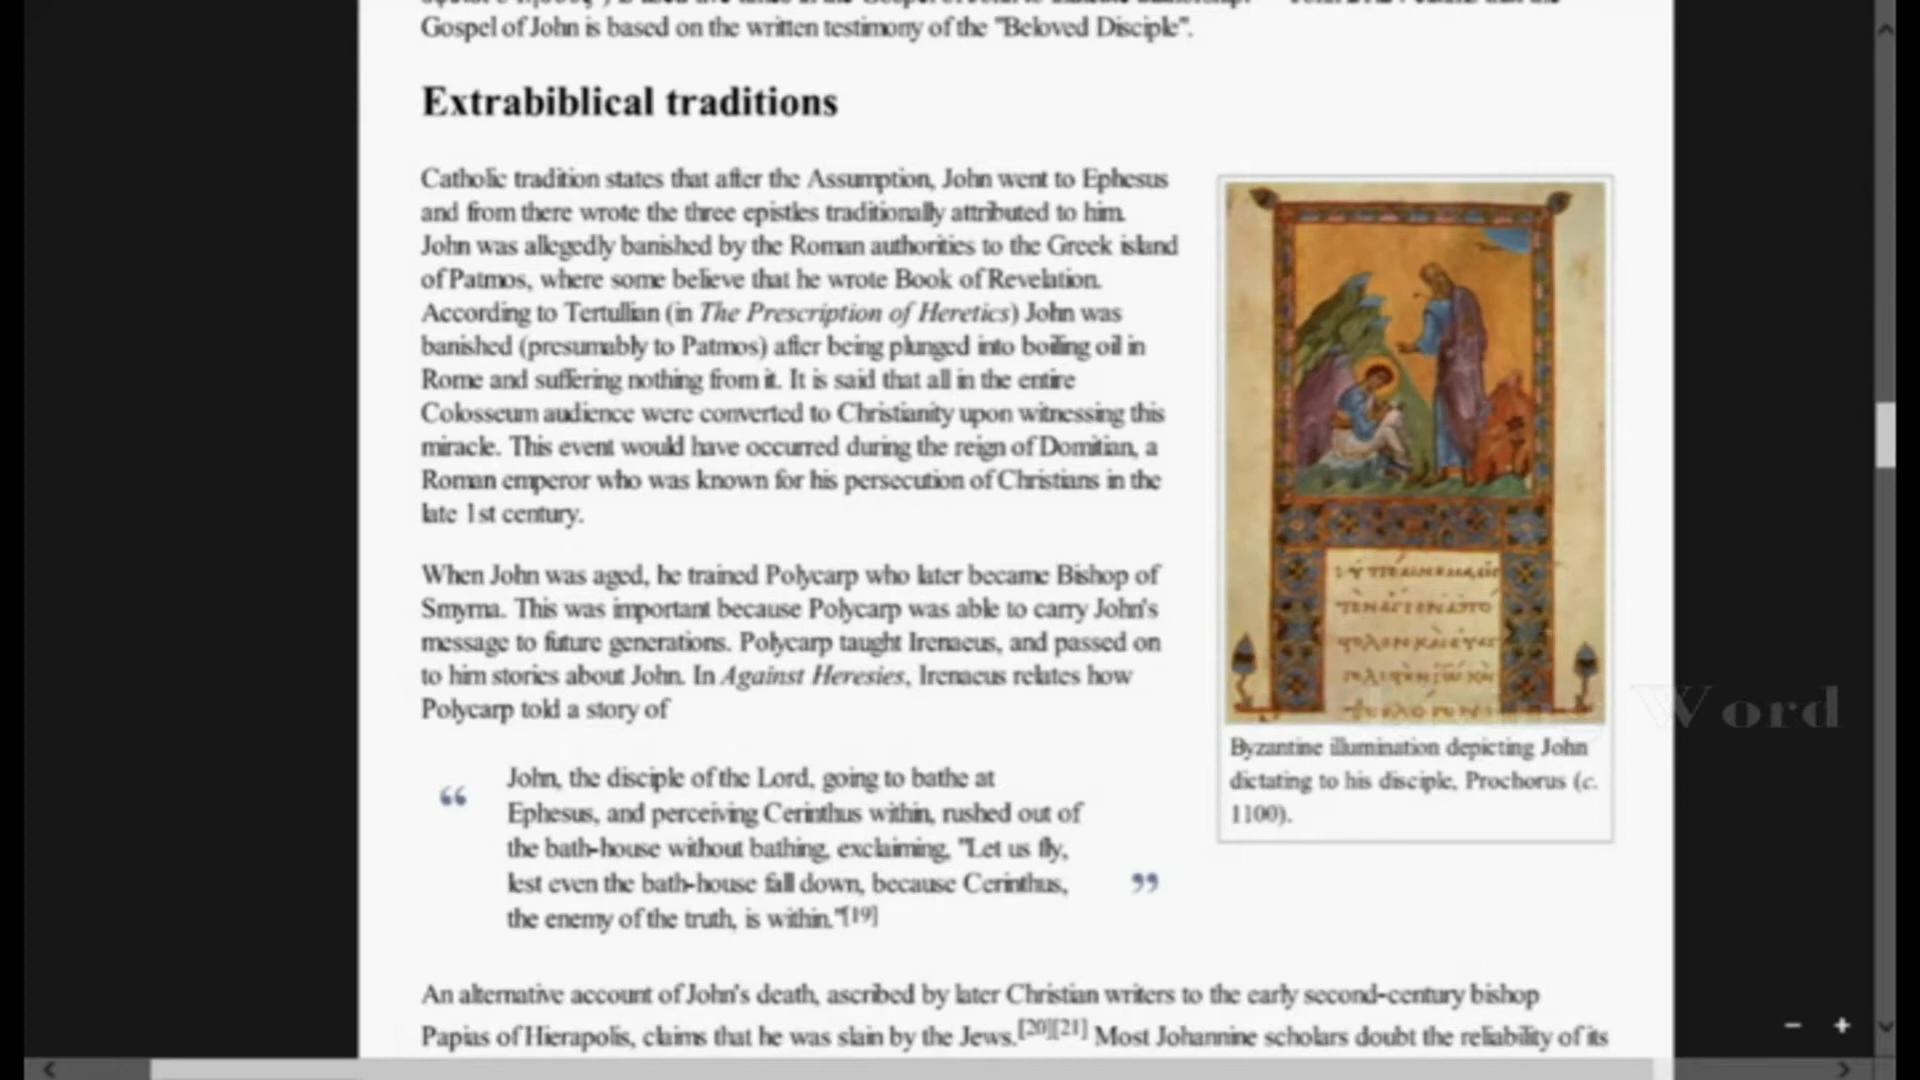 Gospel of John is based on the written testimony of the "Beloved Disciple".
Extrabiblical traditions
Catholic tradition states that after the Assumption, John went to Ephesus
and from there wrote the three epistles traditionally attributed to him.
John was allegedly banished by the Roman authorities to the Greek island
of Patmos, where some believe that he wrote Book of Revelation.
According to Tertullian (in The Prescription of Heretics) John was
banished (presumably to Patmos) after being plunged into boiling oil in
Rome and suffering nothing from it. It is said that all in the entire
Colosseum audience were converted to Christianity upon witnessing this
miracle. This event would have occurred during the reign of Domitian, a
Roman emperor who was known for his persecution of Christians in the
late 1st century.
When John was aged, he trained Polycarp who later became Bishop of
Smyrna. This was important because Polycarp was able to carry John's
message to future generations. Polycarp taught Irenaeus, and passed on
to him stories about John. In Against Heresies, Irenaeus relates how
Polycarp told a story of
“ John, the disciple of the Lord, going to bathe at
Ephesus, and perceiving Cerinthus within, rushed out of
the bath-house without bathing, exclaiming, "Let us fly,
lest even the bath-house fall down, because Cerinthus, ”
the enemy of the truth, is within."[19]
Byzantine illumination depicting John
dictating to his disciple, Prochorus (c.
1100).
Word
An alternative account of John's death, ascribed by later Christian writers to the early second-century bishop
Papias of Hierapolis, claims that he was slain by the Jews.[20][21] Most Johannine scholars doubt the reliability of its